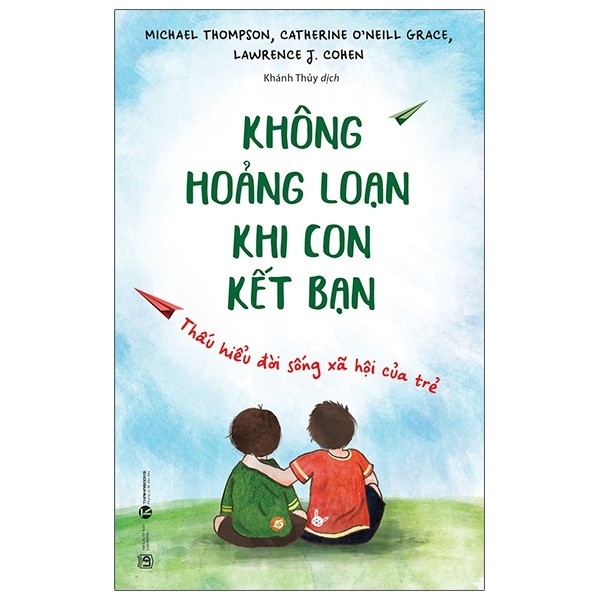 MICHAEL THOMPSON, CATHERINE O'NEILL GRACE,
LAWRENCE J. COHEN
Khánh Thủy dịch
KHÔNG
HOẢNG LOẠN
KHI CON
KẾT BẠN
Thấu hiểu đời sống xã hội của trẻ
THAIHABOOKS